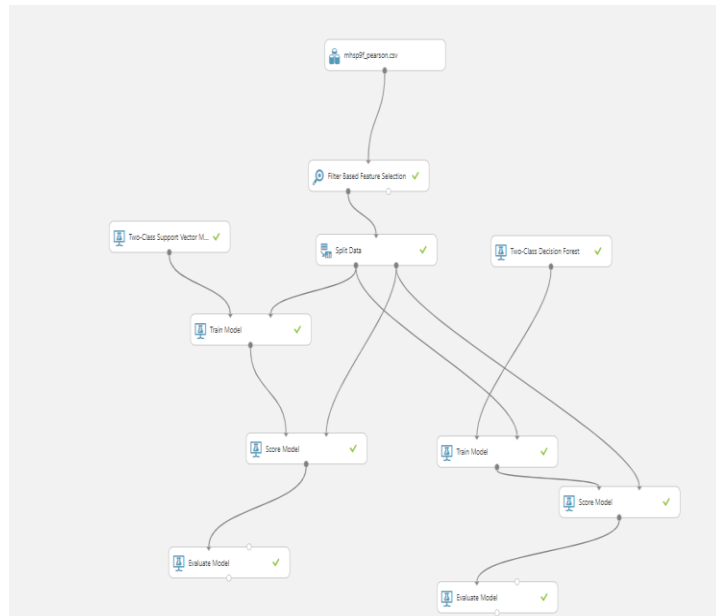 mhsp9f_pearson.csv
Filter Based Feature Selection
Two-Class Support Vector M...
Split Data
Two-Class Decision Forest
Train Model
Score Model
Train Model
Score Model
Evaluate Model
Evaluate Model